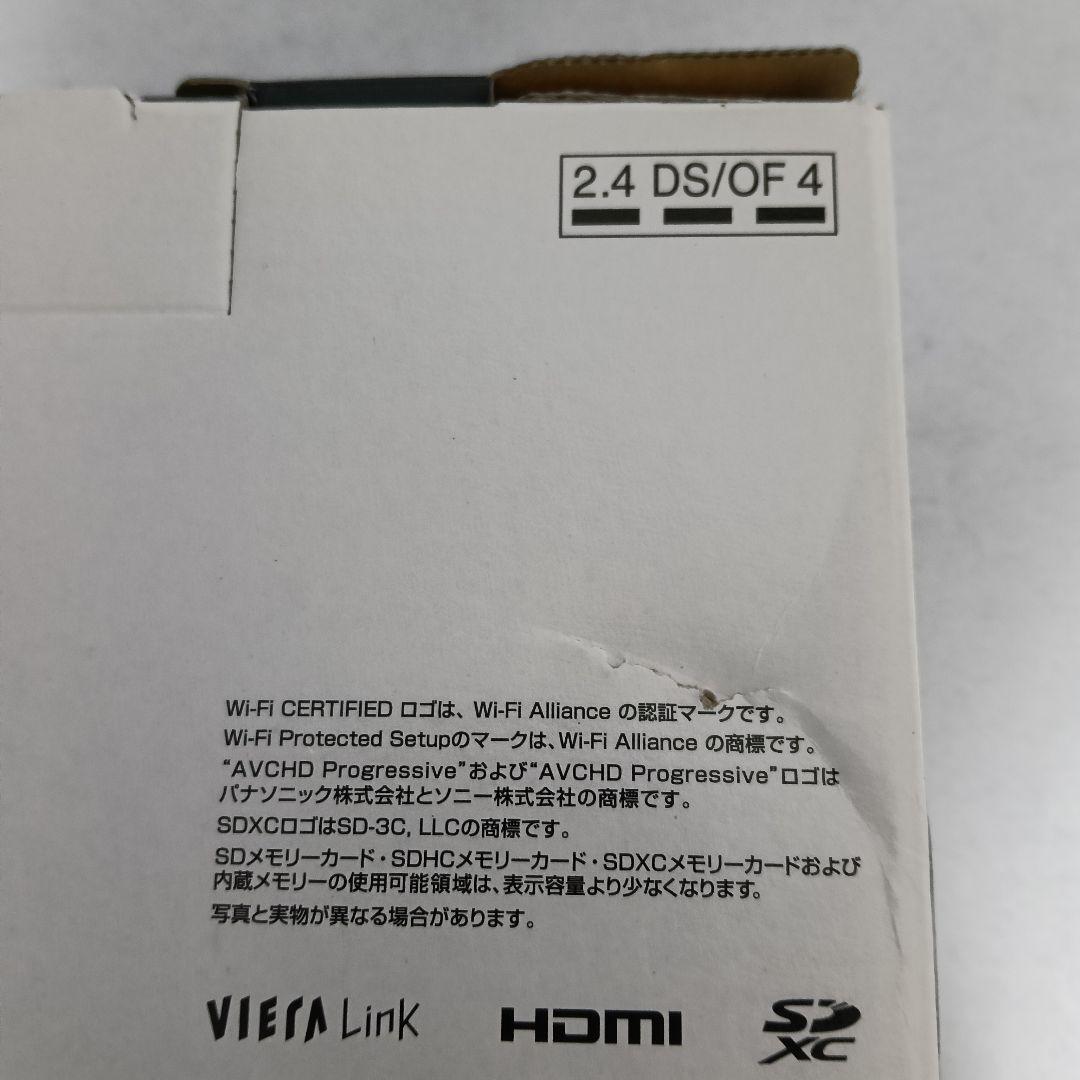 2.4 DS/OF 4
Wi-Fi CERTIFIED ロゴは、Wi-Fi Alliance の認証マークです。
Wi-Fi Protected Setupのマークは、Wi-Fi Alliance の商標です。
“AVCHD Progressive”および“AVCHD Progressive”ロゴは
パナソニック株式会社とソニー株式会社の商標です。
SDXCロゴはSD-3C, LLCの商標です。
SDメモリーカード・SDHCメモリーカード・SDXCメモリーカードおよび
内蔵メモリーの使用可能領域は、表示容量より少なくなります。
写真と実物が異なる場合があります。
VIERA Link HDMI SD XC